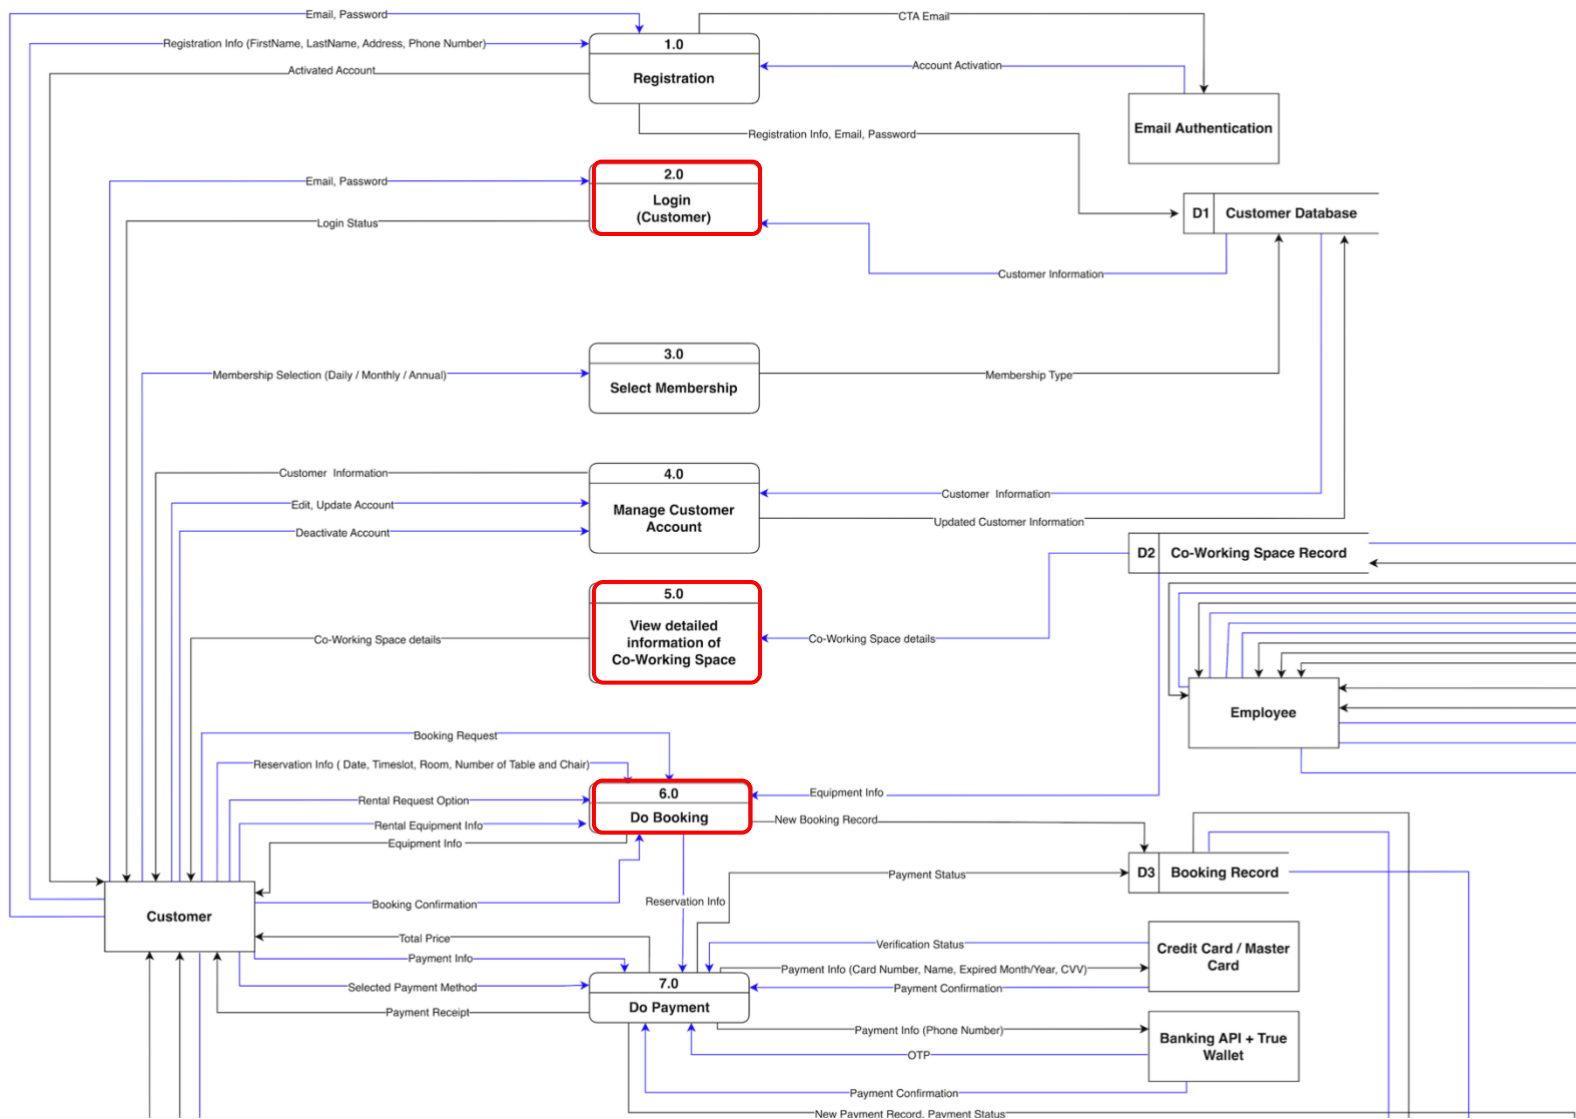 Email, Password
CTA Email
Registration Info (FirstName, LastName, Address, Phone Number)
1.0
Registration
Activated Account
Account Activation
Email Authentication
Registration Info, Email, Password
2.0
Login
(Customer)
Email, Password
Login Status
D1
Customer Database
Customer Information
3.0
Select Membership
Membership Selection (Daily / Monthly / Annual)
Membership Type
4.0
Manage Customer
Account
Customer Information
Edit, Update Account
Deactivate Account
Customer Information
Updated Customer Information
D2
Co-Working Space Record
5.0
View detailed
information of
Co-Working Space
Co-Working Space details
Co-Working Space details
Employee
Booking Request
Reservation Info ( Date, Timeslot, Room, Number of Table and Chair)
Rental Request Option
Rental Equipment Info
Equipment Info
6.0
Do Booking
Equipment Info
New Booking Record
D3
Booking Record
Customer
Booking Confirmation
Reservation Info
Payment Status
Total Price
Payment Info
Selected Payment Method
Payment Receipt
7.0
Do Payment
Verification Status
Payment Info (Card Number, Name, Expired Month/Year, CVV)
Payment Confirmation
Credit Card / Master
Card
Payment Info (Phone Number)
OTP
Payment Confirmation
Banking API + True
Wallet
New Payment Record, Payment Status